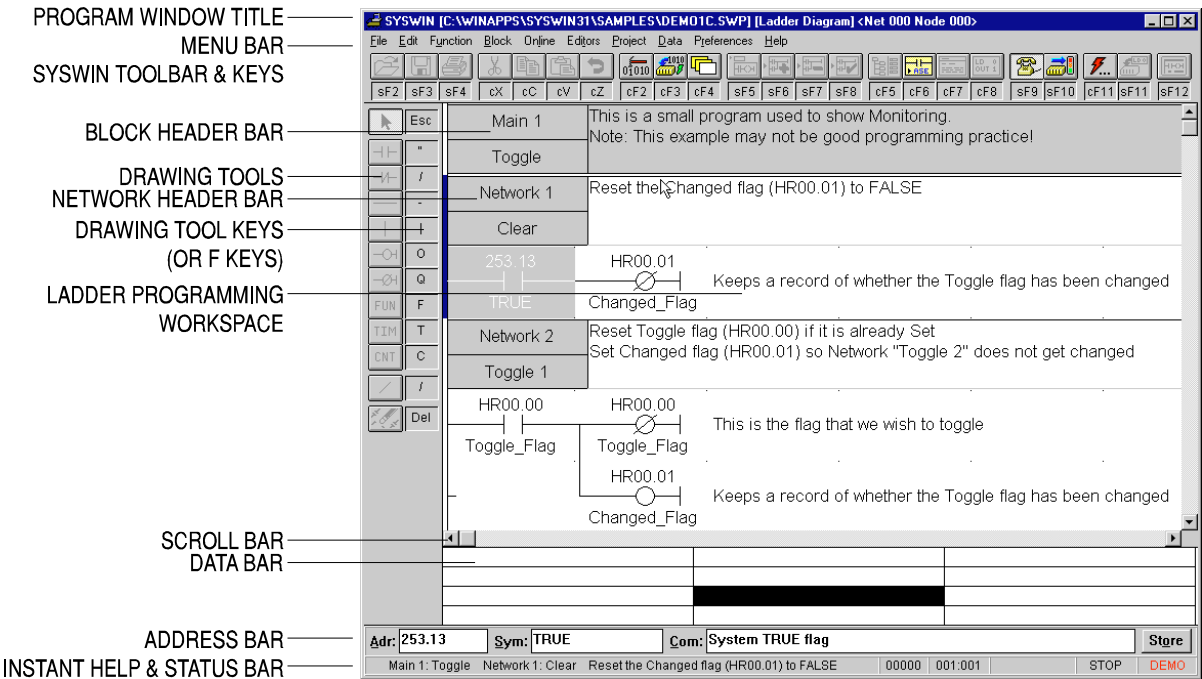 PROGRAM WINDOW TITLE
MENU BAR
SYSWIN TOOLBAR & KEYS
BLOCK HEADER BAR
DRAWING TOOLS
NETWORK HEADER BAR
DRAWING TOOL KEYS
(OR F KEYS)
LADDER PROGRAMMING
WORKSPACE
SCROLL BAR
DATA BAR
ADDRESS BAR
INSTANT HELP & STATUS BAR
SYSWIN [C:\WINAPPS\SYSWIN31\SAMPLES\DEMO1C.SWP] [Ladder Diagram] <Net 000 Node 000>
File Edit Function Block Online Editors Project Data Preferences Help
sF2 sF3 sF4 cX cC cV cZ cF2 cF3 cF4 sF5 sF6 sF7 sF8 cF5 cF6 cF7 cF8 sF9 sF10 cF11 sF11 sF12
Esc
"
/
-
O
Q
FUN F
TIM T
CNT C
/
Del
Main 1
Toggle
This is a small program used to show Monitoring.
Note: This example may not be good programming practice!
Network 1
Clear
Reset the Changed flag (HR00.01) to FALSE
253.13 HR00.01
Keeps a record of whether the Toggle flag has been changed
TRUE Changed_Flag
Network 2
Toggle 1
Reset Toggle flag (HR00.00) if it is already Set
Set Changed flag (HR00.01) so Network "Toggle 2" does not get changed
HR00.00 HR00.00
This is the flag that we wish to toggle
Toggle_Flag Toggle_Flag
HR00.01
Keeps a record of whether the Toggle flag has been changed
Changed_Flag
Adr: 253.13 Sym: TRUE Com: System TRUE flag Store
Main 1: Toggle Network 1: Clear Reset the Changed flag (HR00.01) to FALSE 00000 001:001 STOP DEMO